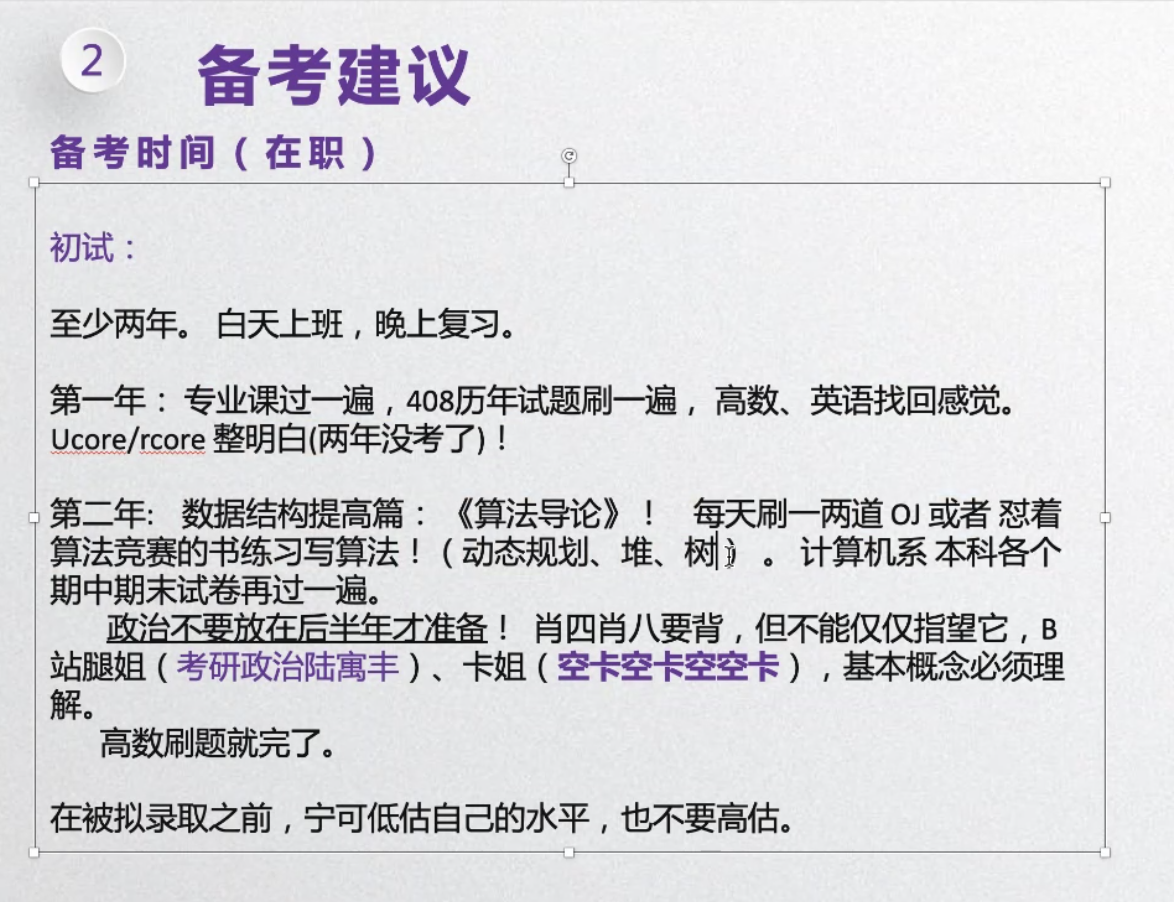 2
备考建议
备考时间（在职）
初试：
至少两年。 白天上班，晚上复习。
第一年： 专业课过一遍，408历年试题刷一遍， 高数、英语找回感觉。
Ucore/rcore 整明白(两年没考了)！
第二年:   数据结构提高篇： 《算法导论》！   每天刷一两道 OJ 或者 怼着
算法竞赛的书练习写算法！（动态规划、堆、树）。 计算机系 本科各个
期中期末试卷再过一遍。
政治不要放在后半年才准备！ 肖四肖八要背，但不能仅仅指望它，B
站腿姐（考研政治陆寓丰）、卡姐（空卡空卡空空卡），基本概念必须理
解。
高数刷题就完了。
在被拟录取之前，宁可低估自己的水平，也不要高估。